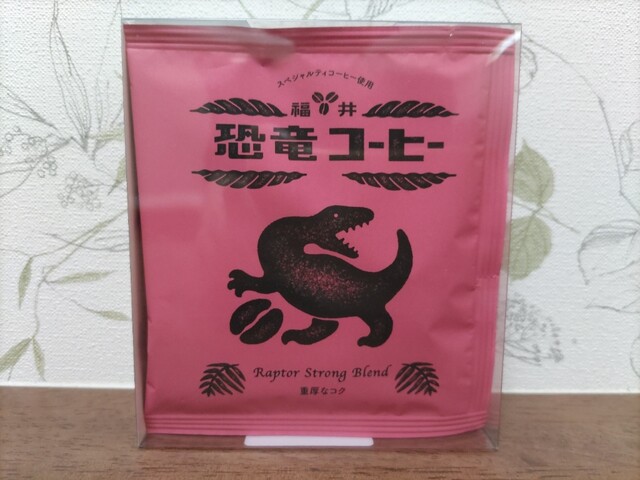 スペシャルティコーヒー使用
福井
恐竜コーヒー
Raptor Strong Blend
重厚なコク